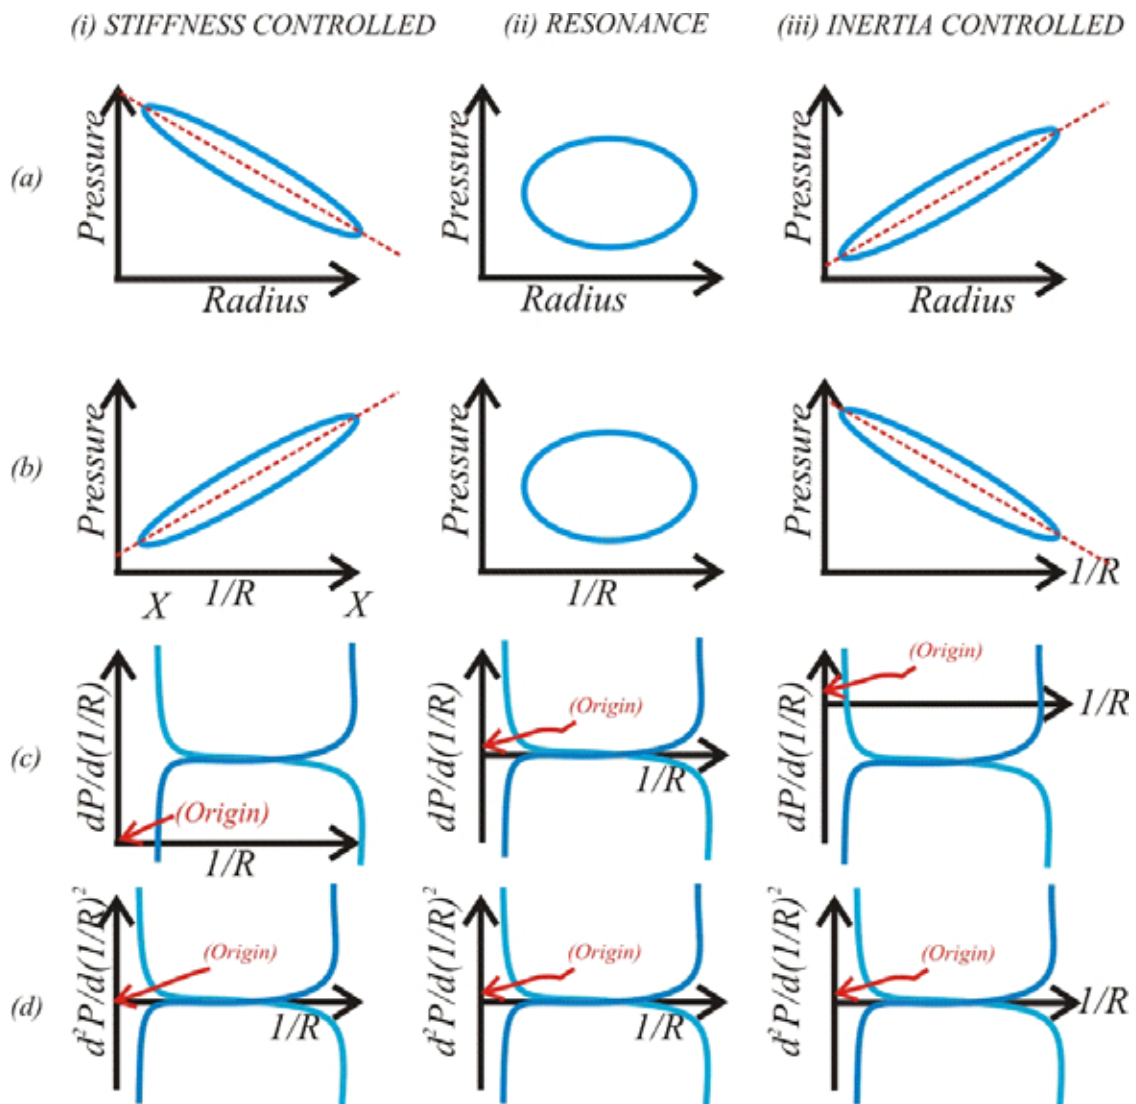 (i) STIFFNESS CONTROLLED (ii) RESONANCE (iii) INERTIA CONTROLLED
(a)
Pressure
Radius
Pressure
Radius
Pressure
Radius
(b)
Pressure
X 1/R X
Pressure
1/R
Pressure
1/R
(c)
dP/d(1/R)
(Origin)
1/R
dP/d(1/R)
(Origin)
1/R
dP/d(1/R)
(Origin)
1/R
(d)
d²P/d(1/R)²
(Origin)
1/R
d²P/d(1/R)²
(Origin)
1/R
d²P/d(1/R)²
(Origin)
1/R